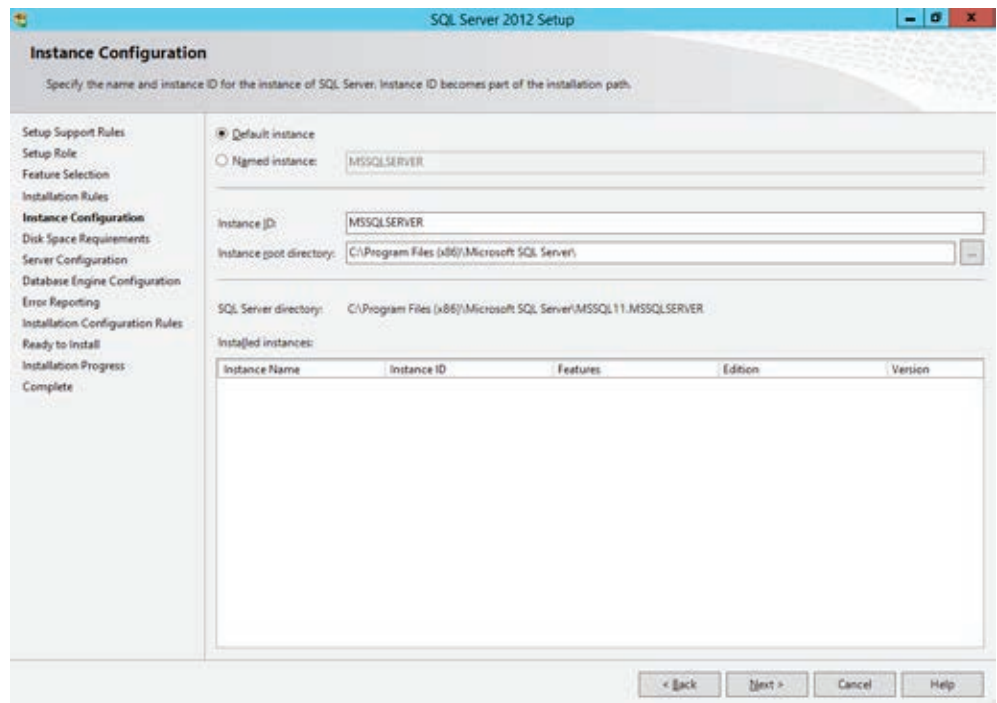 SQL Server 2012 Setup
Instance Configuration
Specify the name and instance ID for the instance of SQL Server. Instance ID becomes part of the installation path.
Setup Support Rules
Setup Role
Feature Selection
Installation Rules
Instance Configuration
Disk Space Requirements
Server Configuration
Database Engine Configuration
Error Reporting
Installation Configuration Rules
Ready to Install
Installation Progress
Complete
Default instance
Named instance: MSSQLSERVER
Instance ID: MSSQLSERVER
Instance root directory: C:\Program Files (x86)\Microsoft SQL Server\ ...
SQL Server directory: C:\Program Files (x86)\Microsoft SQL Server\MSSQL11.MSSQLSERVER
Installed instances:
Instance Name Instance ID Features Edition Version
< Back Next > Cancel Help